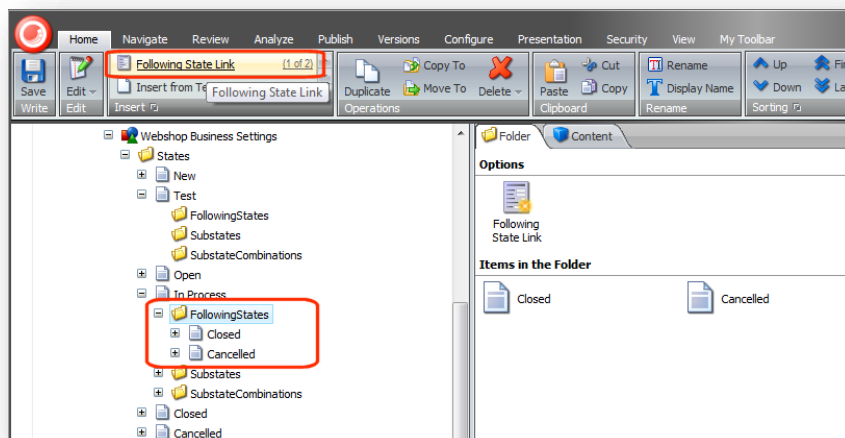 Home Navigate Review Analyze Publish Versions Configure Presentation Security View My Toolbar
Following State Link (1 of 2)
Insert from Te
Following State Link
Save
Write
Edit
Edit
Insert
Duplicate
Copy To
Move To
Delete
Operations
Paste
Cut
Copy
Clipboard
Rename
Display Name
Rename
Up
Down
Sorting
Webshop Business Settings
States
New
Test
FollowingStates
Substates
SubstateCombinations
Open
In Process
FollowingStates
Closed
Cancelled
Substates
SubstateCombinations
Closed
Cancelled
Folder Content
Options
Following
State Link
Items in the Folder
Closed Cancelled